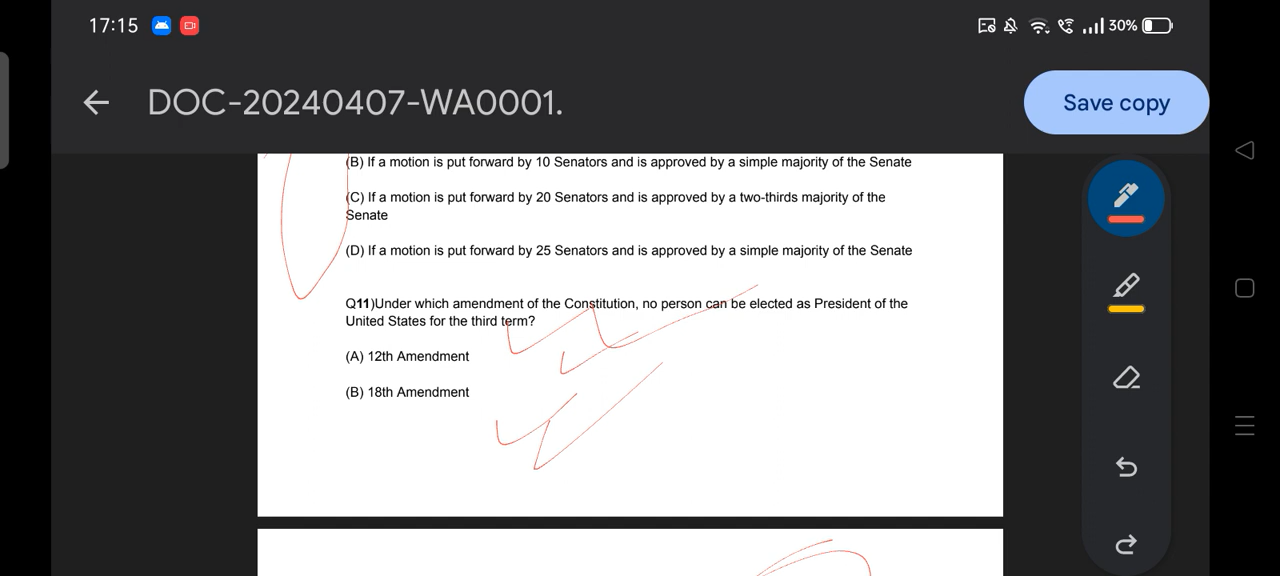 17:15
30%
DOC-20240407-WA0001.
Save copy
(B) If a motion is put forward by 10 Senators and is approved by a simple majority of the Senate
(C) If a motion is put forward by 20 Senators and is approved by a two-thirds majority of the
Senate
(D) If a motion is put forward by 25 Senators and is approved by a simple majority of the Senate
Q11)Under which amendment of the Constitution, no person can be elected as President of the
United States for the third term?
(A) 12th Amendment
(B) 18th Amendment